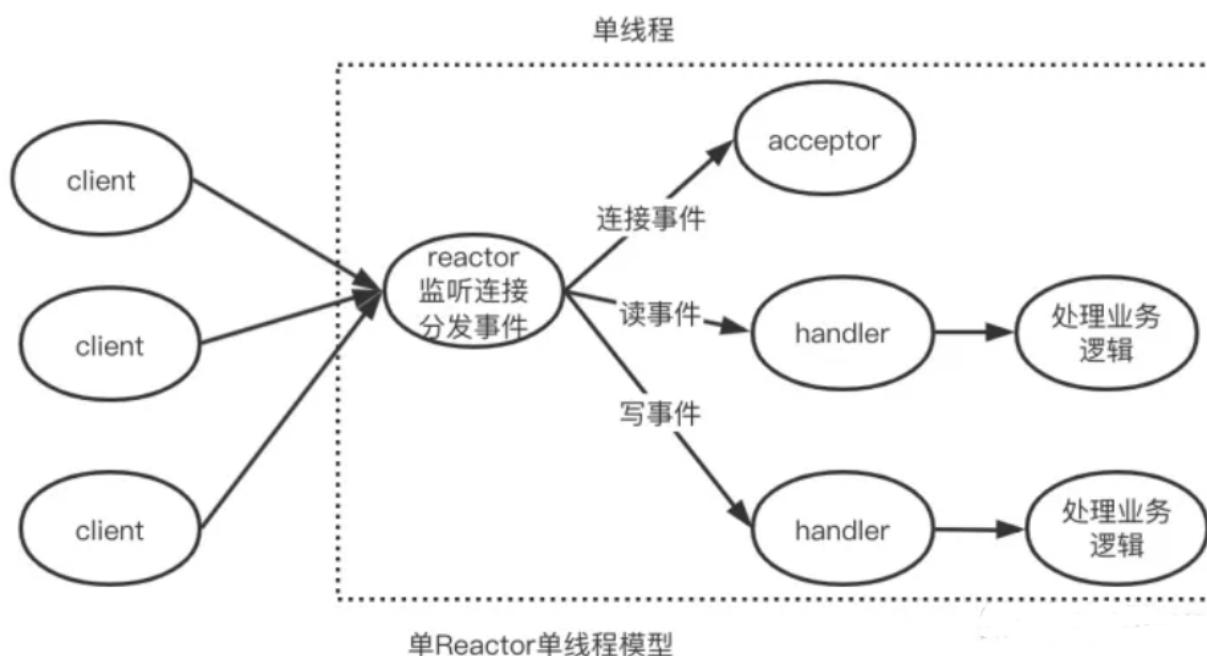 单线程
client
client
client
reactor
监听连接
分发事件
连接事件
读事件
写事件
acceptor
handler
处理业务
逻辑
handler
处理业务
逻辑
单Reactor单线程模型